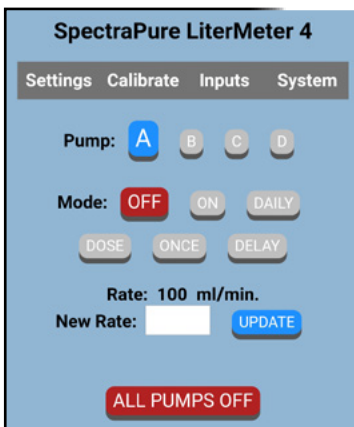 SpectraPure LiterMeter 4
Settings Calibrate Inputs System
Pump: A B C D
Mode: OFF ON DAILY
DOSE ONCE DELAY
Rate: 100 ml/min.
New Rate: UPDATE
ALL PUMPS OFF